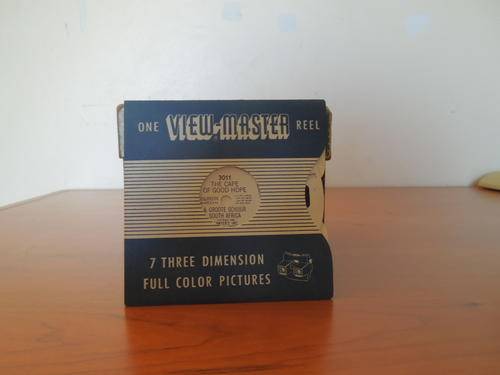 ONE VIEW-MASTER REEL
3011
THE CAPE
OF GOOD HOPE
& GROOTE SCHUUR
SOUTH AFRICA
7 THREE DIMENSION
FULL COLOR PICTURES